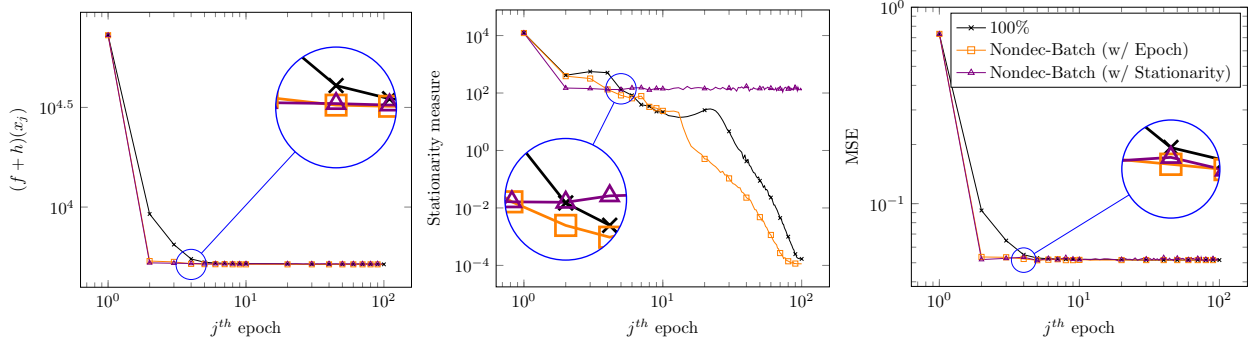 (f + h)(x_j)
10^4.5
10^4
10^0
10^1
10^2
j^th epoch
Stationarity measure
10^4
10^2
10^0
10^−2
10^−4
10^0
10^1
10^2
j^th epoch
MSE
10^0
10^−1
10^0
10^1
10^2
j^th epoch
100%
Nondec-Batch (w/ Epoch)
Nondec-Batch (w/ Stationarity)